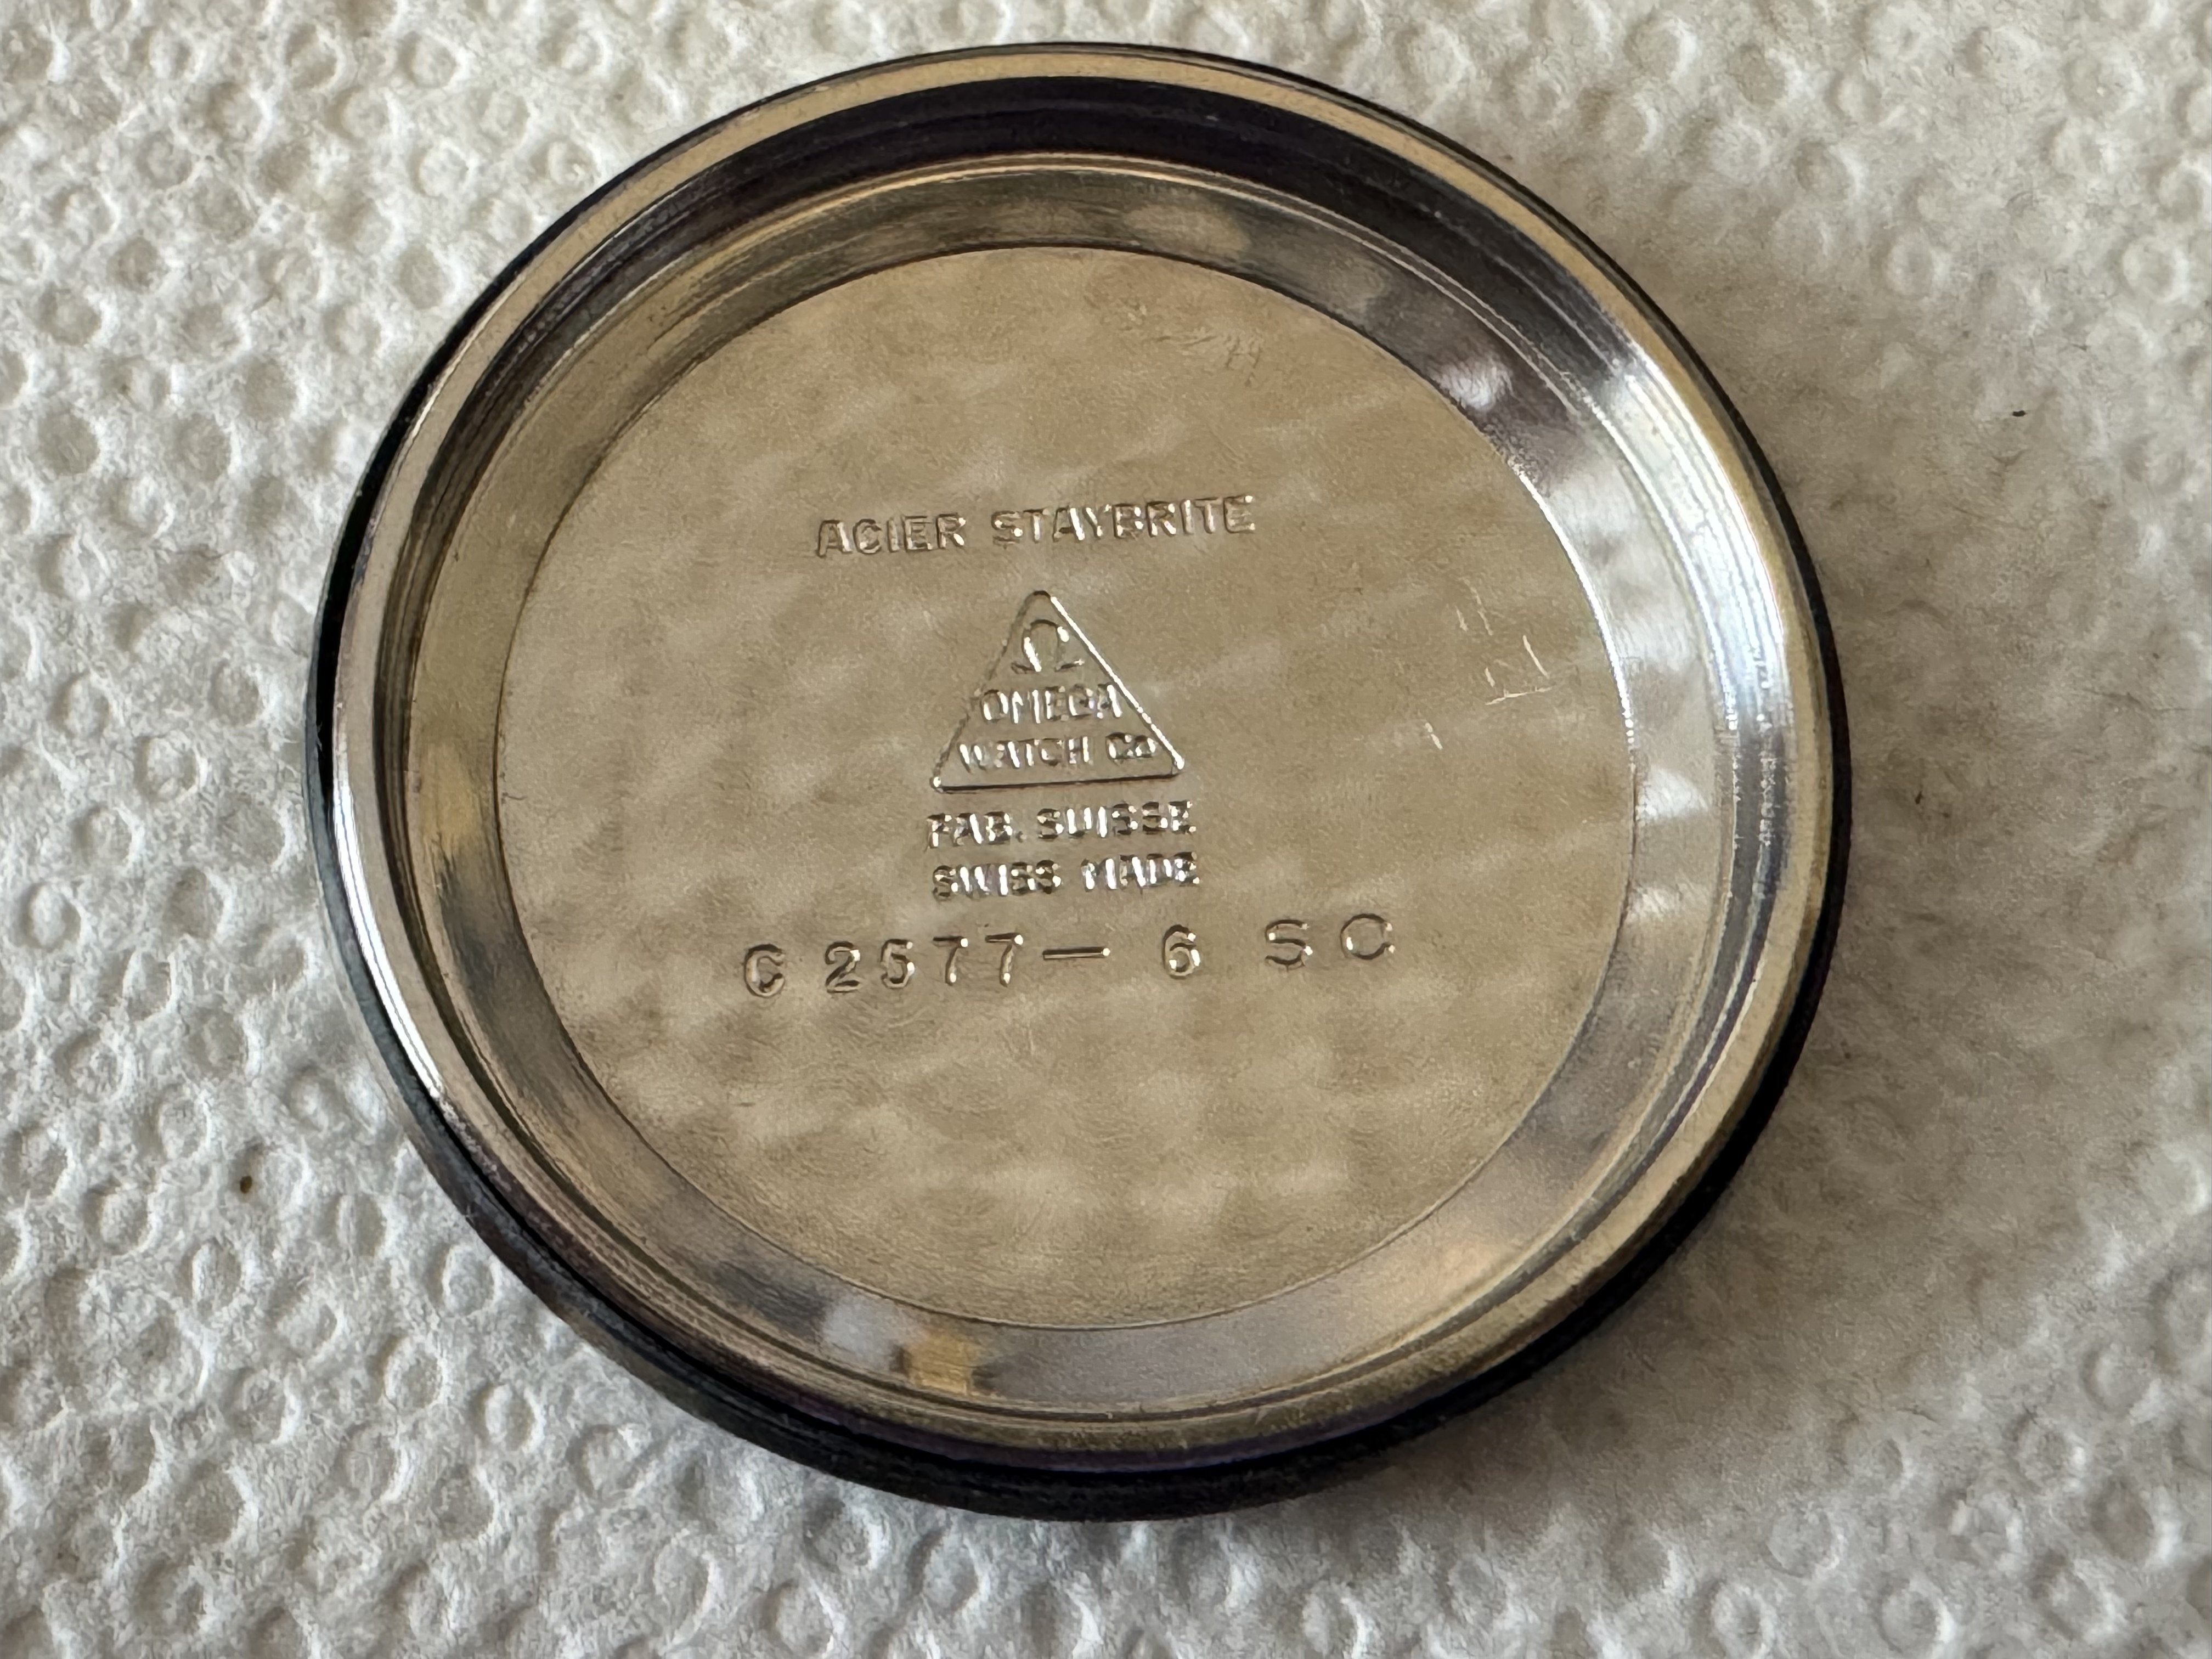 ACIER STAYBRITE
Ω
OMEGA
WATCH Co
FAB. SUISSE
SWISS MADE
C 2577- 6 SC